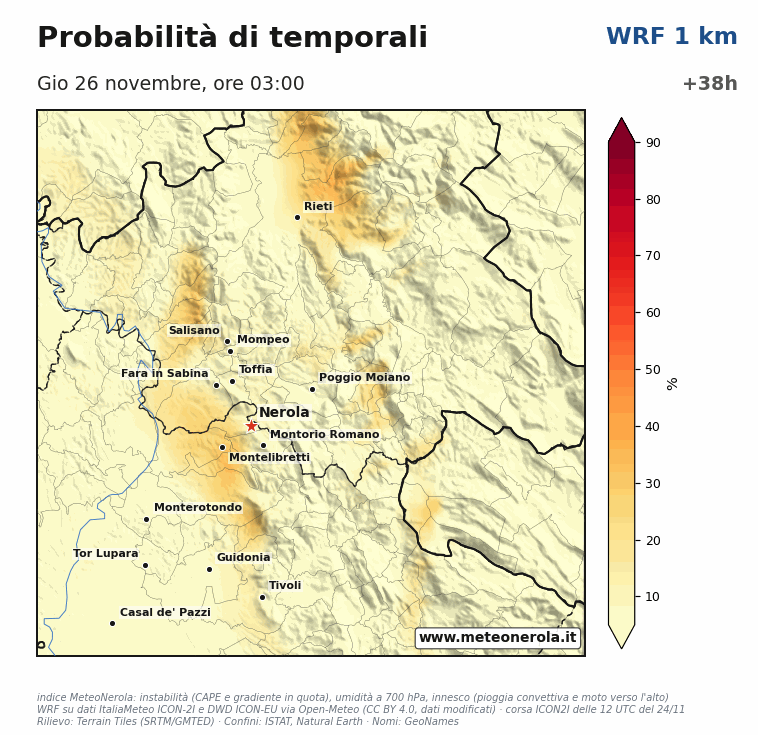 Probabilità di temporali
WRF 1 km
Gio 26 novembre, ore 03:00
+38h
Rieti
Salisano
Mompeo
Fara in Sabina
Toffia
Poggio Moiano
Nerola
Montorio Romano
Montelibretti
Monterotondo
Tor Lupara
Guidonia
Tivoli
Casal de' Pazzi
www.meteonerola.it
90
80
70
60
50
40
30
20
10
%
indice MeteoNerola: instabilità (CAPE e gradiente in quota), umidità a 700 hPa, innesco (pioggia convettiva e moto verso l'alto)
WRF su dati ItaliaMeteo ICON-2I e DWD ICON-EU via Open-Meteo (CC BY 4.0, dati modificati) · corsa ICON2I delle 12 UTC del 24/11
Rilievo: Terrain Tiles (SRTM/GMTED) · Confini: ISTAT, Natural Earth · Nomi: GeoNames